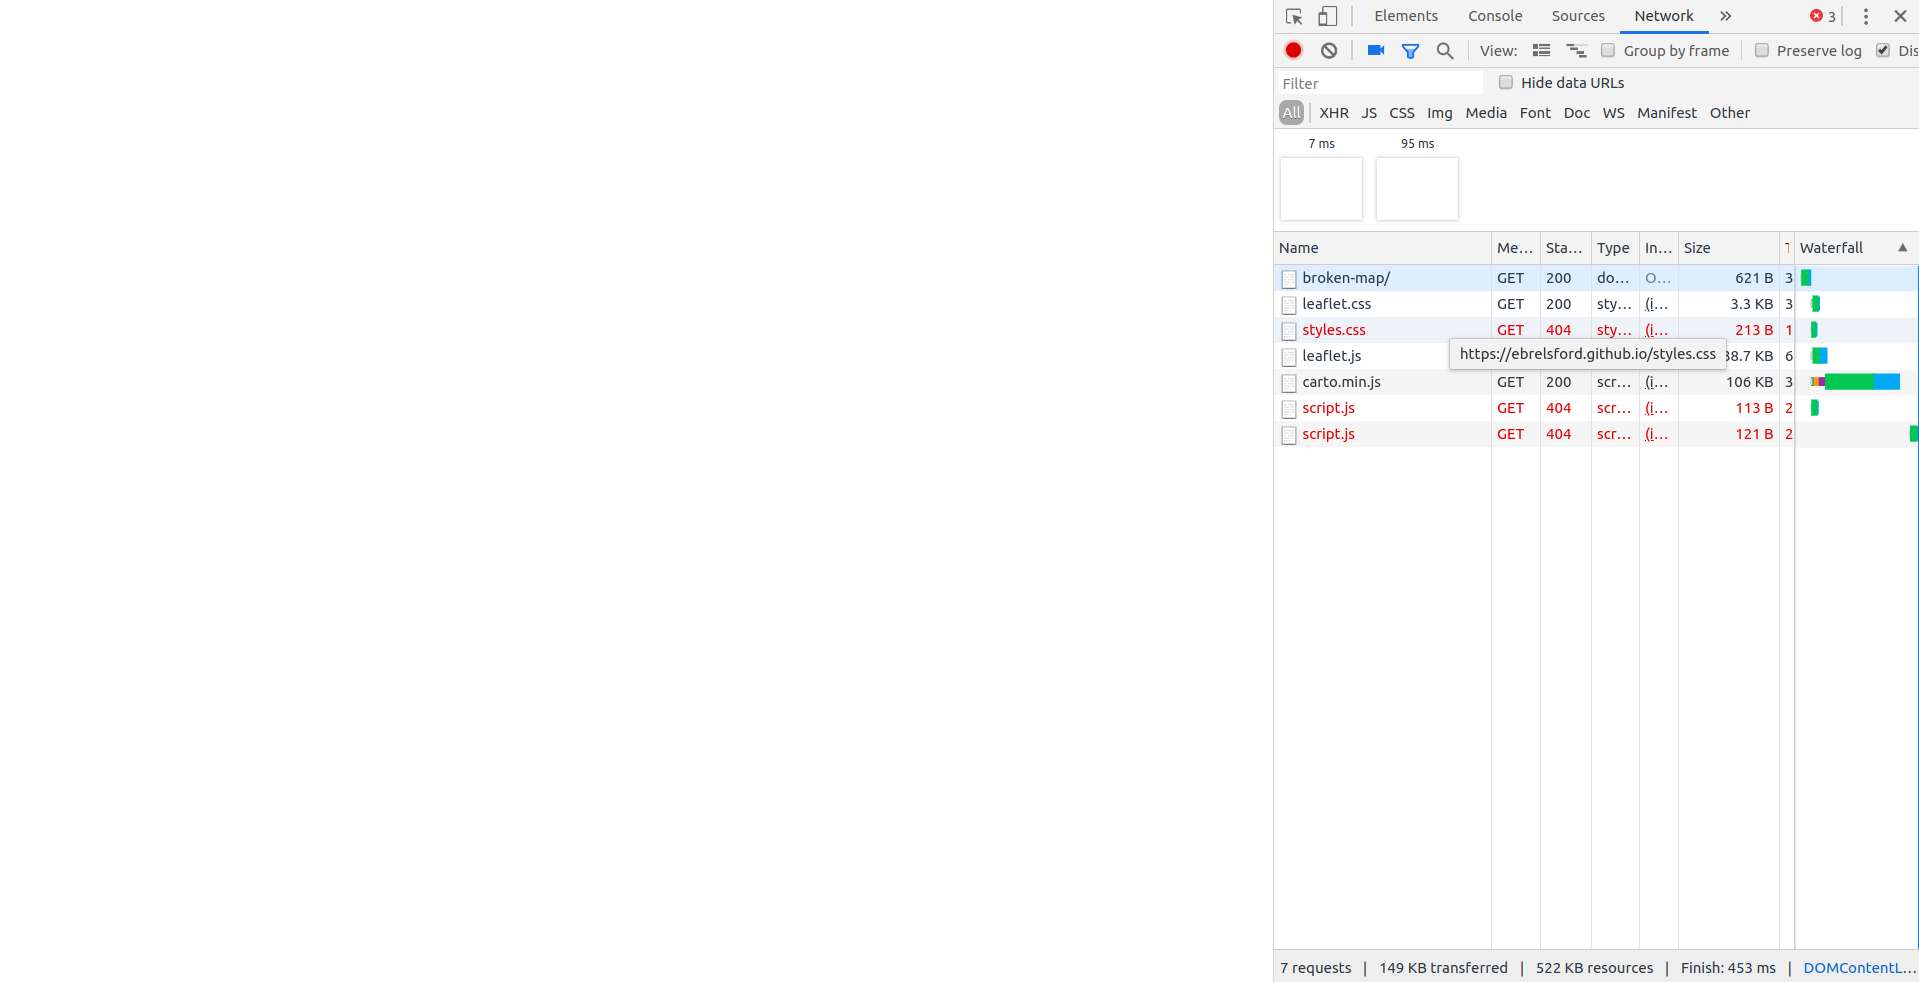 Elements Console Sources Network » 3
View: Group by frame Preserve log Dis
Filter Hide data URLs
All XHR JS CSS Img Media Font Doc WS Manifest Other
7 ms 95 ms
Name Me... Sta... Type In... Size T Waterfall
broken-map/ GET 200 do... O... 621 B 3
leaflet.css GET 200 sty... (i... 3.3 KB 3
styles.css GET 404 sty... (i... 213 B 1
https://ebrelsford.github.io/styles.css
leaflet.js 38.7 KB 6
carto.min.js GET 200 scr... (i... 106 KB 3
script.js GET 404 scr... (i... 113 B 2
script.js GET 404 scr... (i... 121 B 2
7 requests | 149 KB transferred | 522 KB resources | Finish: 453 ms | DOMContentL...